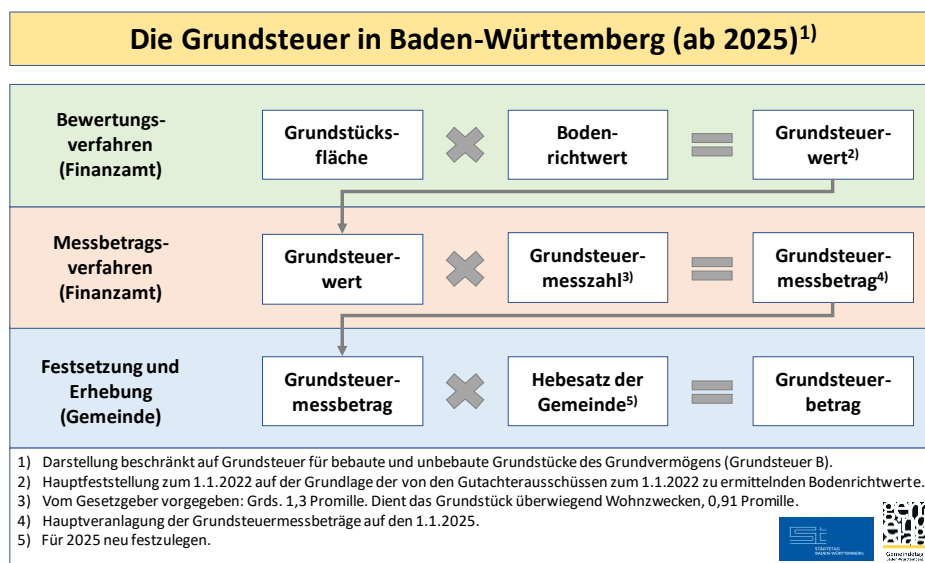 Die Grundsteuer in Baden-Württemberg (ab 2025)1)
Bewertungs-
verfahren
(Finanzamt)
Grundstücks-
fläche
Boden-
richtwert
Grundsteuer-
wert2)
Messbetrags-
verfahren
(Finanzamt)
Grundsteuer-
wert
Grundsteuer-
messzahl3)
Grundsteuer-
messbetrag4)
Festsetzung und
Erhebung
(Gemeinde)
Grundsteuer-
messbetrag
Hebesatz der
Gemeinde5)
Grundsteuer-
betrag
1) Darstellung beschränkt auf Grundsteuer für bebaute und unbebaute Grundstücke des Grundvermögens (Grundsteuer B).
2) Hauptfeststellung zum 1.1.2022 auf der Grundlage der von den Gutachterausschüssen zum 1.1.2022 zu ermittelnden Bodenrichtwerte.
3) Vom Gesetzgeber vorgegeben: Grds. 1,3 Promille. Dient das Grundstück überwiegend Wohnzwecken, 0,91 Promille.
4) Hauptveranlagung der Grundsteuermessbeträge auf den 1.1.2025.
5) Für 2025 neu festzulegen.
STÄDTETAG
BADEN-WÜRTTEMBERG
Gemeindetag